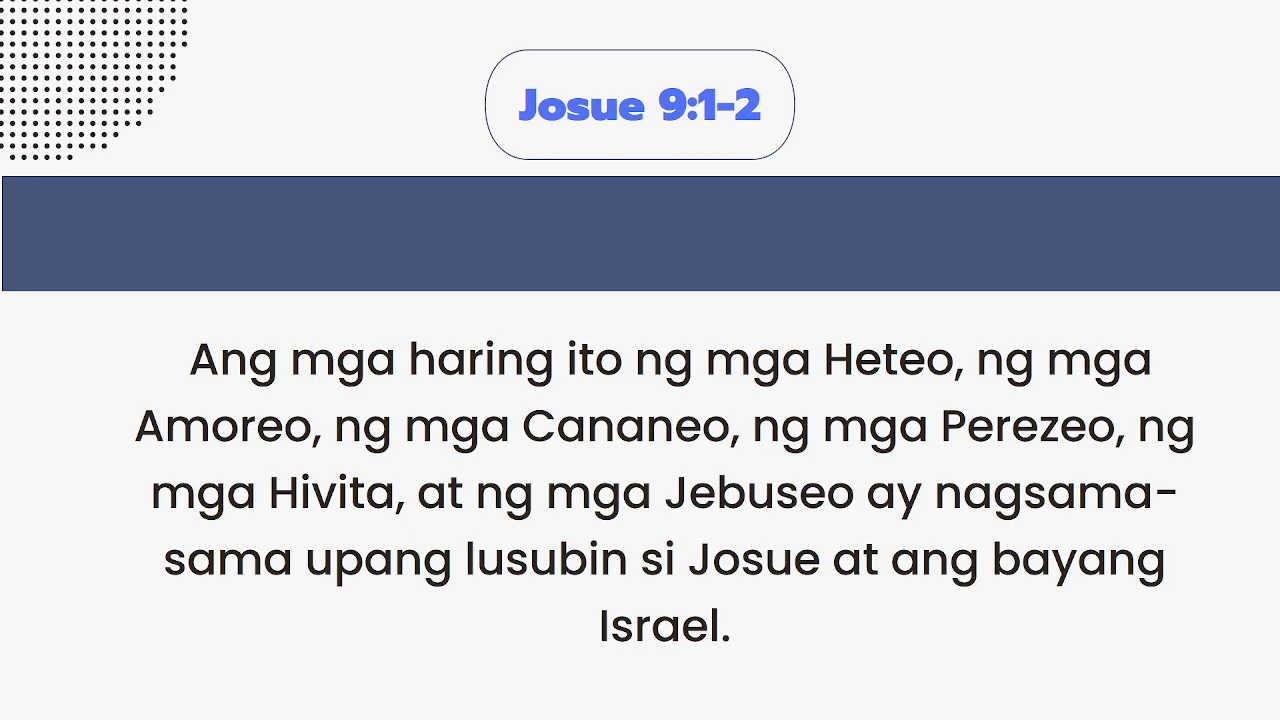 Josue 9:1-2
Ang mga haring ito ng mga Heteo, ng mga
Amoreo, ng mga Cananeo, ng mga Perezeo, ng
mga Hivita, at ng mga Jebuseo ay nagsama-
sama upang lusubin si Josue at ang bayang
Israel.